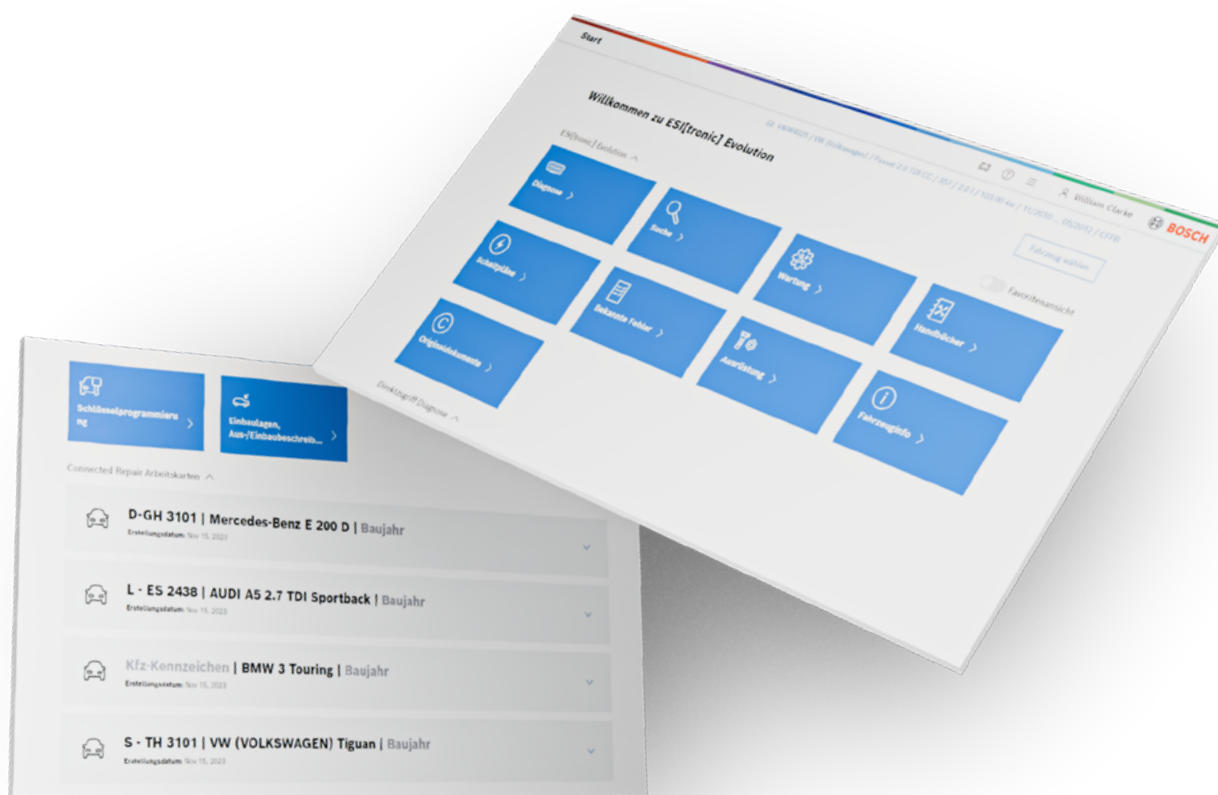 Start
William Clarke
BOSCH
Willkommen zu ESI[tronic] Evolution
Fahrzeug wählen
ESI[tronic] Evolution
Favoritenansicht
Diagnose
Suche
Wartung
Handbücher
Schaltpläne
Bekannte Fehler
Ausrüstung
Fahrzeuginfo
Originaldokumente
Direktzugriff Diagnose
Schlüsselprogrammieru
ng
Einbaulagen,
Aus-/Einbaubeschreib...
Connected Repair Arbeitskarten
D-GH 3101 | Mercedes-Benz E 200 D | Baujahr
Erstellungsdatum: Nov 15, 2023
L - ES 2438 | AUDI A5 2.7 TDI Sportback | Baujahr
Erstellungsdatum: Nov 15, 2023
Kfz-Kennzeichen | BMW 3 Touring | Baujahr
Erstellungsdatum: Nov 15, 2023
S - TH 3101 | VW (VOLKSWAGEN) Tiguan | Baujahr
Erstellungsdatum: Nov 15, 2023